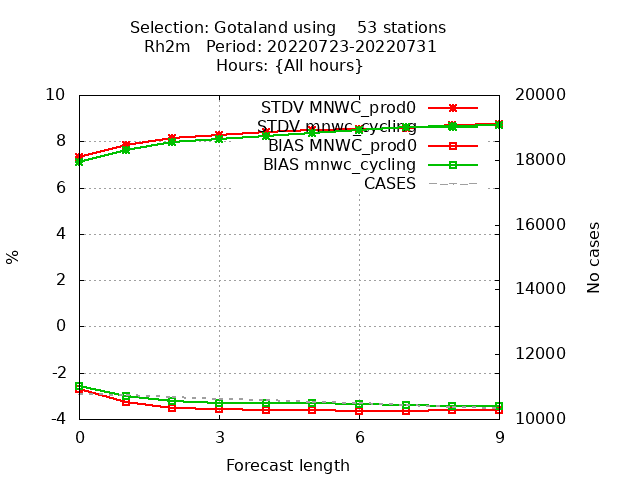 Selection: Gotaland using    53 stations
Rh2m   Period: 20220723-20220731
Hours: {All hours}
STDV MNWC_prod0
STDV mnwc_cycling
BIAS MNWC_prod0
BIAS mnwc_cycling
CASES
10
8
6
4
2
0
-2
-4
%
20000
18000
16000
14000
12000
10000
No cases
0 3 6 9
Forecast length